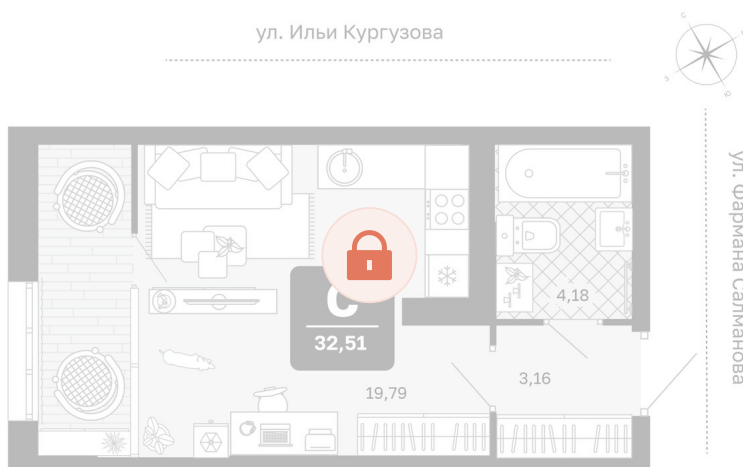 ул. Ильи Кургузова
С
З
Ю
ул. Фармана Салманова
С
32,51
4,18
3,16
19,79